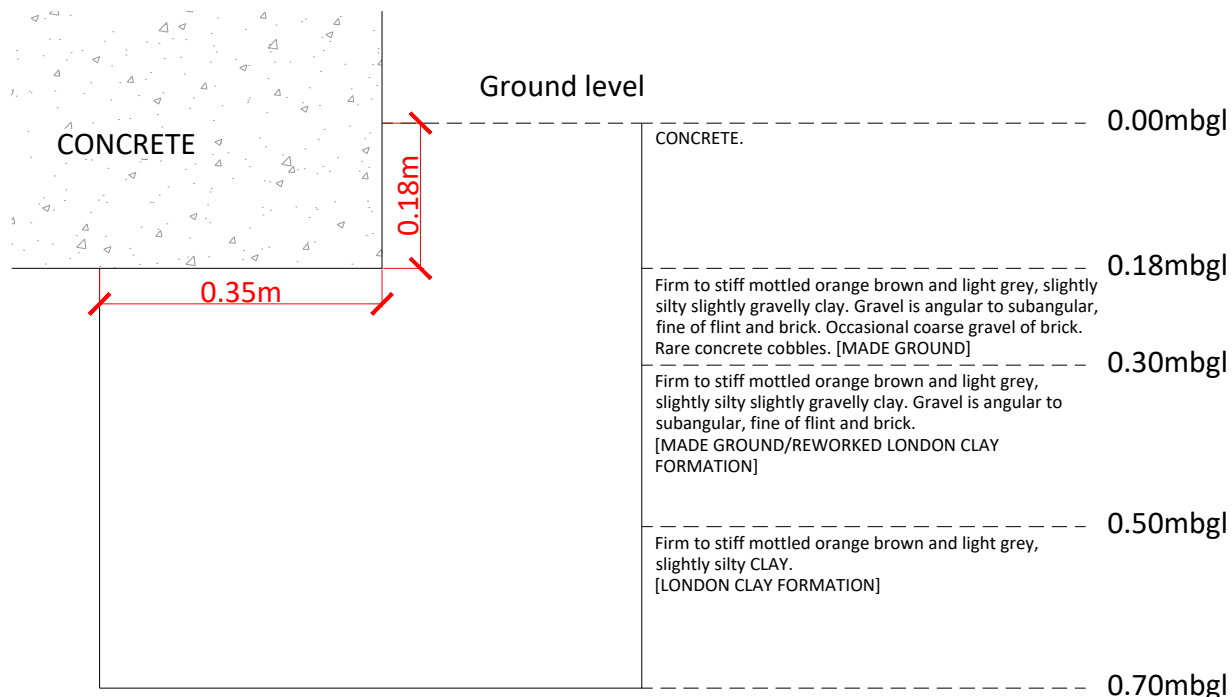 Ground level
0.00mbgl
CONCRETE
CONCRETE.
0.18m
0.18mbgl
0.35m
Firm to stiff mottled orange brown and light grey, slightly
silty slightly gravelly clay. Gravel is angular to subangular,
fine of flint and brick. Occasional coarse gravel of brick.
Rare concrete cobbles. [MADE GROUND]
0.30mbgl
Firm to stiff mottled orange brown and light grey,
slightly silty slightly gravelly clay. Gravel is angular to
subangular, fine of flint and brick.
[MADE GROUND/REWORKED LONDON CLAY
FORMATION]
0.50mbgl
Firm to stiff mottled orange brown and light grey,
slightly silty CLAY.
[LONDON CLAY FORMATION]
0.70mbgl